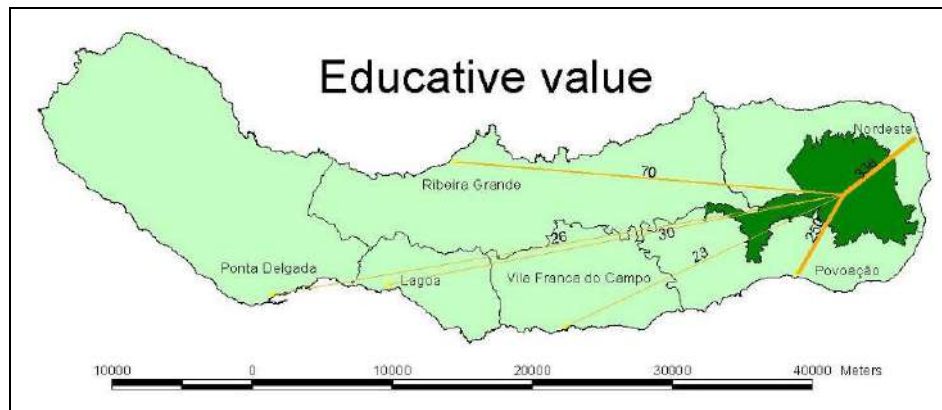 Educative value
Nordeste
70
Ribeira Grande
26
30
250
23
Ponta Delgada
Lagoa
Vila Franca do Campo
Povoação
10000 0 10000 20000 30000 40000 Meters